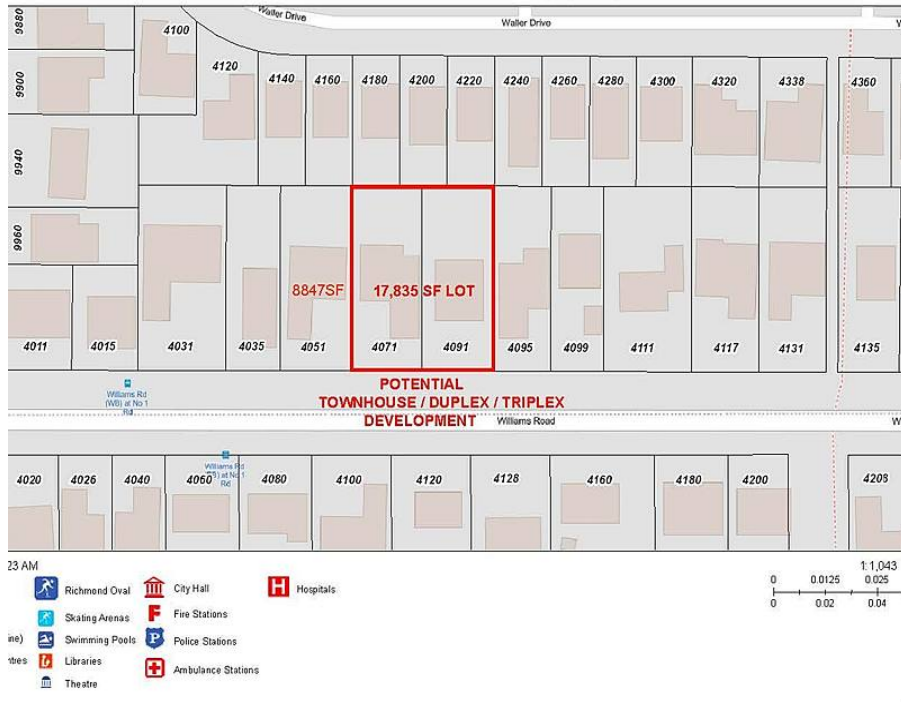 Waller Drive
Waller Drive
W
9880
4100
9900
4120
4140
4160
4180
4200
4220
4240
4260
4280
4300
4320
4338
4360
9940
9960
8847SF
17,835 SF LOT
4011
4015
4031
4035
4051
4071
4091
4095
4099
4111
4117
4131
4135
POTENTIAL
TOWNHOUSE / DUPLEX / TRIPLEX
DEVELOPMENT
Williams Rd
(WB) at No 1
Rd
Williams Road
W
Williams Rd
at No 1
Rd
4020
4026
4040
4060
4080
4100
4120
4128
4160
4180
4200
4208
23 AM
1:1,043
0
0.0125
0.025
0
0.02
0.04
Richmond Oval
City Hall
H Hospitals
Skating Arenas
F Fire Stations
ine)
Swimming Pools
P Police Stations
ntres
Libraries
Ambulance Stations
Theatre